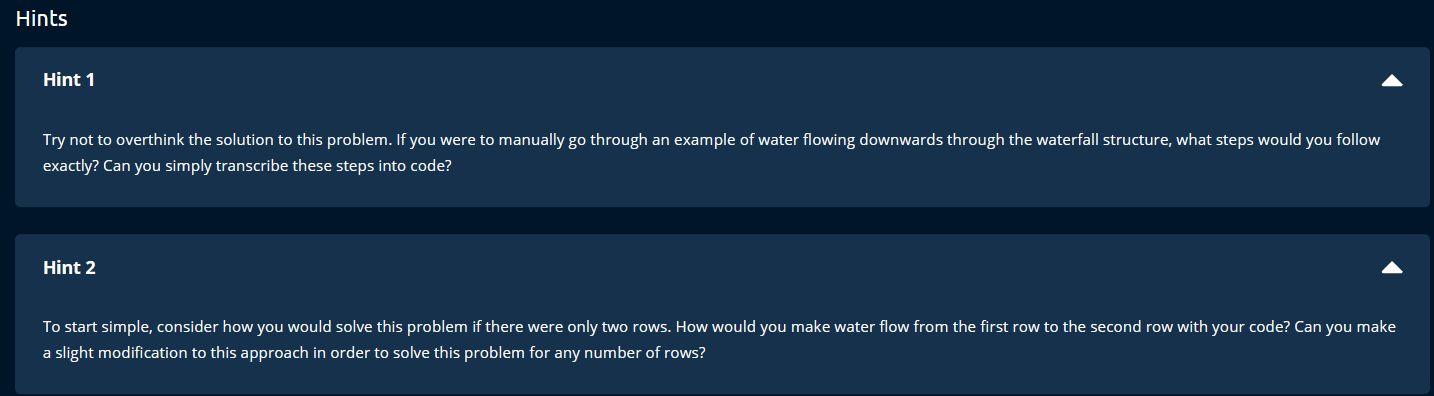 Hints
Hint 1
Try not to overthink the solution to this problem. If you were to manually go through an example of water flowing downwards through the waterfall structure, what steps would you follow
exactly? Can you simply transcribe these steps into code?
Hint 2
To start simple, consider how you would solve this problem if there were only two rows. How would you make water flow from the first row to the second row with your code? Can you make
a slight modification to this approach in order to solve this problem for any number of rows?